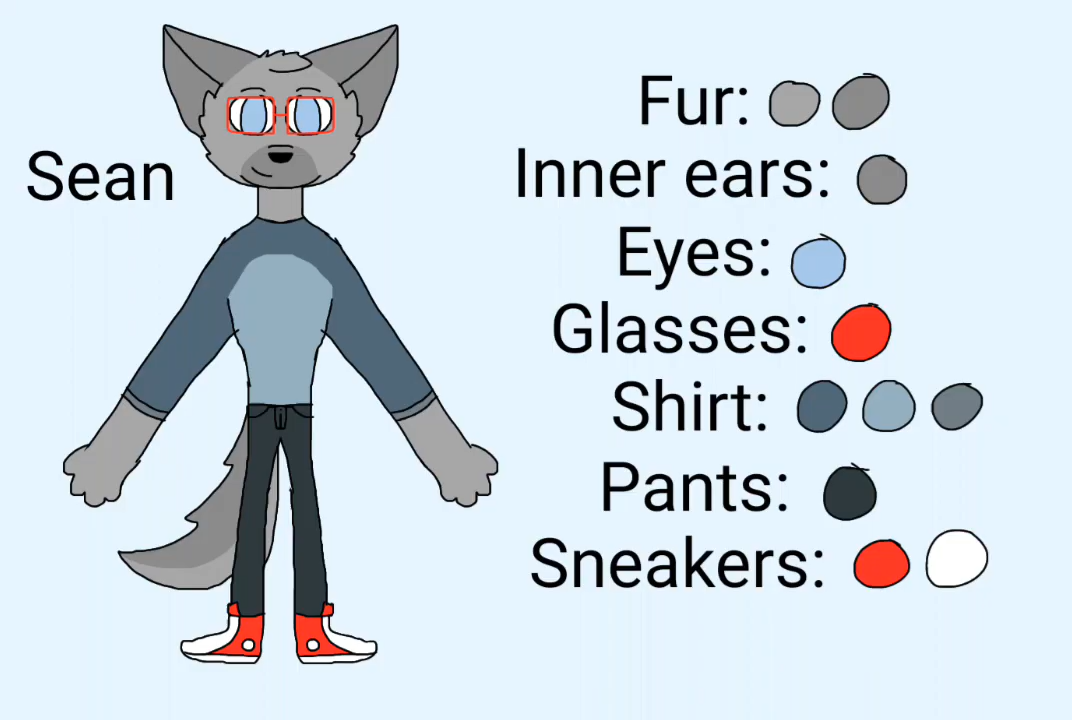 Sean
Fur:
Inner ears:
Eyes:
Glasses:
Shirt:
Pants:
Sneakers: